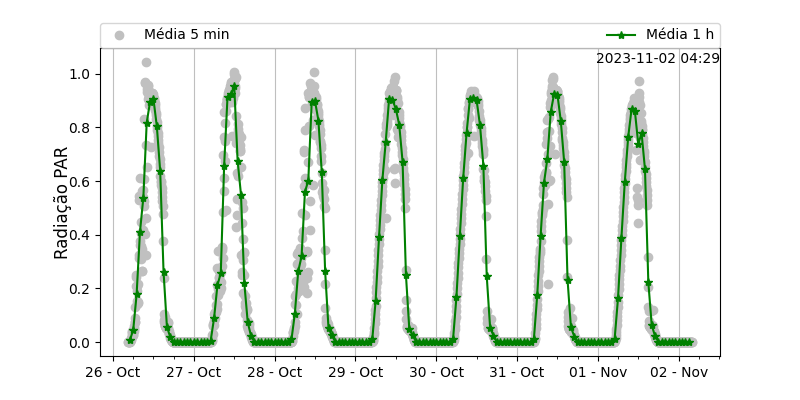 Média 5 min
Média 1 h
2023-11-02 04:29
Radiação PAR
1.0
0.8
0.6
0.4
0.2
0.0
26 - Oct
27 - Oct
28 - Oct
29 - Oct
30 - Oct
31 - Oct
01 - Nov
02 - Nov